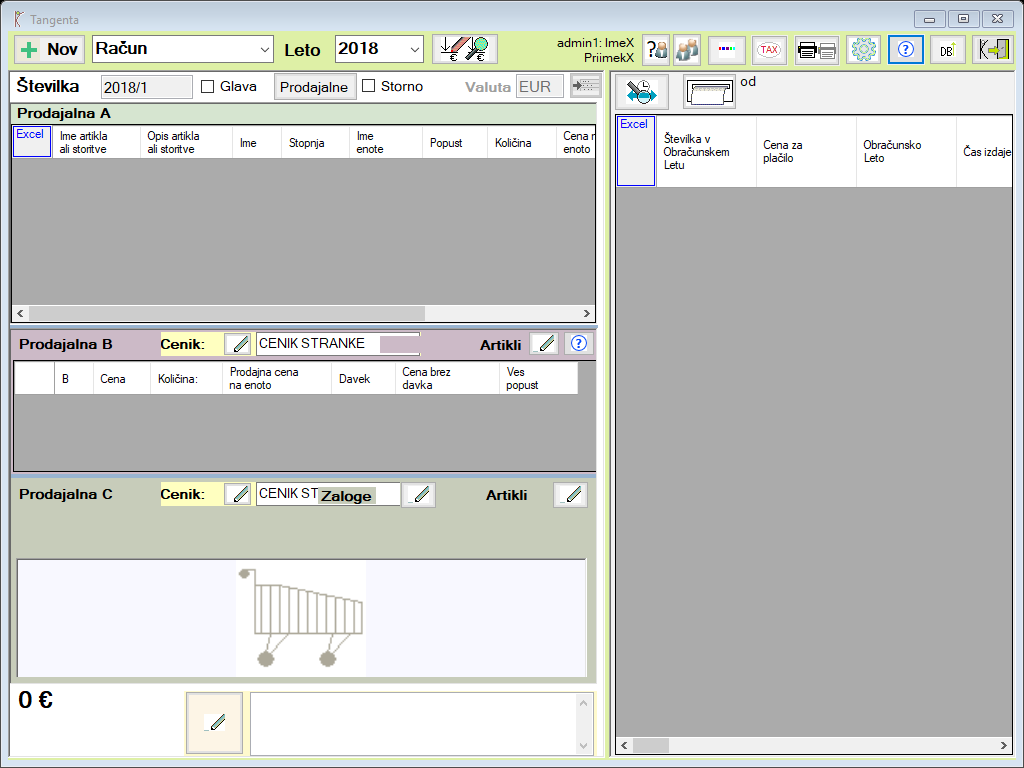 Tangenta
Nov
Račun
Leto
2018
€ €
admin1: ImeX
PriimekX
?
TAX
?
DB
Številka
2018/1
Glava
Prodajalne
Storno
Valuta
EUR
Prodajalna A
Excel
Ime artikla
ali storitve
Opis artikla
ali storitve
Ime
Stopnja
Ime
enote
Popust
Količina
Cena
enoto
Prodajalna B
Cenik:
CENIK STRANKE
Artikli
?
B
Cena
Količina:
Prodajna cena
na enoto
Davek
Cena brez
davka
Ves
popust
Prodajalna C
Cenik:
CENIK ST
Zaloge
Artikli
0 €
od
Excel
Številka v
Obračunskem
Letu
Cena za
plačilo
Obračunsko
Leto
Čas izdaje